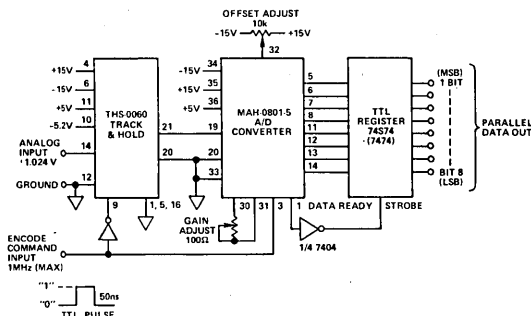 OFFSET ADJUST
10k
-15V +15V
32
+15V 4
-15V 6
+5V 11
-5.2V 10
ANALOG INPUT ±1.024 V 14
GROUND 12
THS-0060 TRACK & HOLD
21
20
9
1, 5, 16
-15V 34
+15V 35
+5V 36
19
20
33
MAH-0801-5 A/D CONVERTER
5
6
7
8
11
12
13
14
TTL REGISTER 74S74 (7474)
(MSB) 1 BIT
BIT 8 (LSB)
PARALLEL DATA OUT
30 31 3 1 DATA READY STROBE
GAIN ADJUST 100Ω
1/4 7404
ENCODE COMMAND INPUT 1MHz (MAX)
"1"
"0"
50ns
TTL PULSE